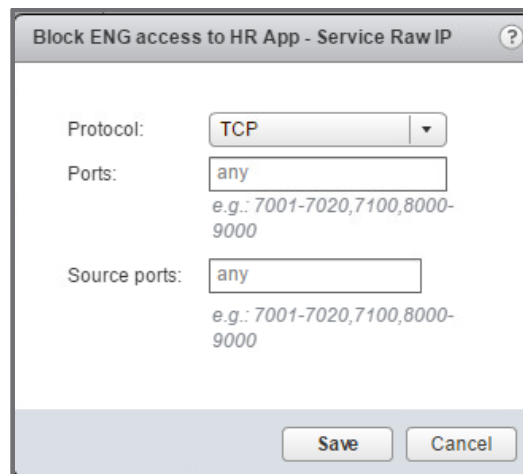 Block ENG access to HR App - Service Raw IP ?
Protocol: TCP
Ports: any
e.g.: 7001-7020,7100,8000-
9000
Source ports: any
e.g.: 7001-7020,7100,8000-
9000
Save Cancel